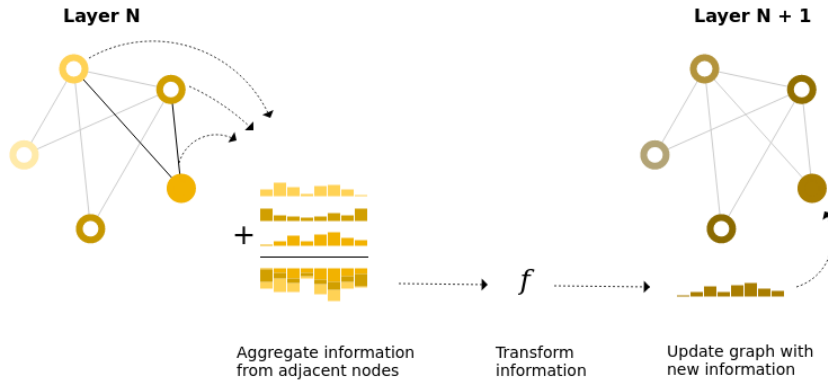 Layer N
Layer N + 1
+
f
Aggregate information
from adjacent nodes
Transform
information
Update graph with
new information